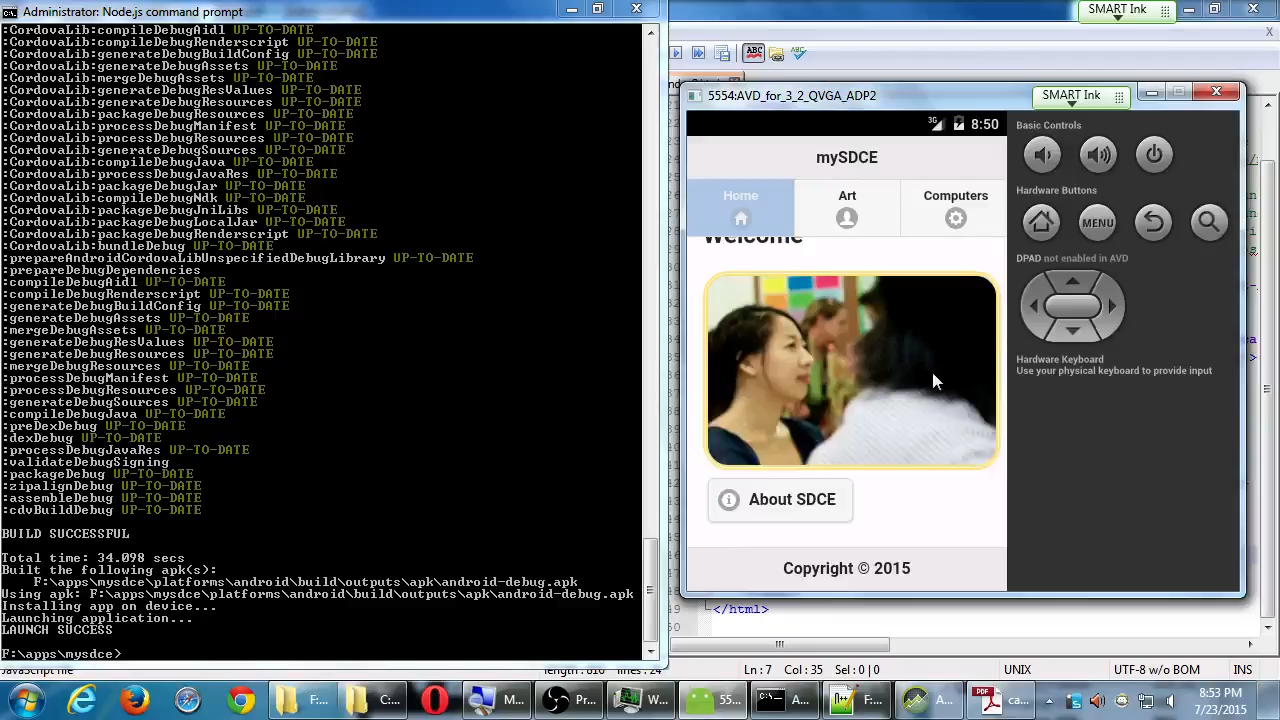 Administrator: Node.js command prompt
:CordovaLib:compileDebugAidl UP-TO-DATE
:CordovaLib:compileDebugRenderscript UP-TO-DATE
:CordovaLib:generateDebugBuildConfig UP-TO-DATE
:CordovaLib:generateDebugAssets UP-TO-DATE
:CordovaLib:mergeDebugAssets UP-TO-DATE
:CordovaLib:generateDebugResValues UP-TO-DATE
:CordovaLib:generateDebugResources UP-TO-DATE
:CordovaLib:packageDebugResources UP-TO-DATE
:CordovaLib:processDebugManifest UP-TO-DATE
:CordovaLib:processDebugResources UP-TO-DATE
:CordovaLib:generateDebugSources UP-TO-DATE
:CordovaLib:compileDebugJava UP-TO-DATE
:CordovaLib:processDebugJavaRes UP-TO-DATE
:CordovaLib:packageDebugJar UP-TO-DATE
:CordovaLib:compileDebugNdk UP-TO-DATE
:CordovaLib:packageDebugJniLibs UP-TO-DATE
:CordovaLib:packageDebugLocalJar UP-TO-DATE
:CordovaLib:packageDebugRenderscript UP-TO-DATE
:CordovaLib:bundleDebug UP-TO-DATE
:prepareAndroidCordovaLibUnspecifiedDebugLibrary UP-TO-DATE
:prepareDebugDependencies
:compileDebugAidl UP-TO-DATE
:compileDebugRenderscript UP-TO-DATE
:generateDebugBuildConfig UP-TO-DATE
:generateDebugAssets UP-TO-DATE
:mergeDebugAssets UP-TO-DATE
:generateDebugResValues UP-TO-DATE
:generateDebugResources UP-TO-DATE
:mergeDebugResources UP-TO-DATE
:processDebugManifest UP-TO-DATE
:processDebugResources UP-TO-DATE
:generateDebugSources UP-TO-DATE
:compileDebugJava UP-TO-DATE
:preDexDebug UP-TO-DATE
:dexDebug UP-TO-DATE
:processDebugJavaRes UP-TO-DATE
:validateDebugSigning
:packageDebug UP-TO-DATE
:zipalignDebug UP-TO-DATE
:assembleDebug UP-TO-DATE
:cdvBuildDebug UP-TO-DATE
BUILD SUCCESSFUL
Total time: 34.098 secs
Built the following apk(s):
F:\apps\mysdce\platforms\android\build\outputs\apk\android-debug.apk
Using apk: F:\apps\mysdce\platforms\android\build\outputs\apk\android-debug.apk
Installing app on device...
Launching application...
LAUNCH SUCCESS
F:\apps\mysdce>
SMART Ink
ABC
ABC
5554:AVD_for_3_2_QVGA_ADP2
SMART Ink
3G 8:50
mySDCE
Home Art Computers
Welcome
About SDCE
Copyright © 2015
Basic Controls
Hardware Buttons
MENU
DPAD not enabled in AVD
Hardware Keyboard
Use your physical keyboard to provide input
49 </html>
50
Ln:7 Col:35 Sel:0|0 UNIX UTF-8 w/o BOM INS
F:... C:... M... Pr... W... 55... A... F:... A... PDF ca...
8:53 PM
7/23/2015